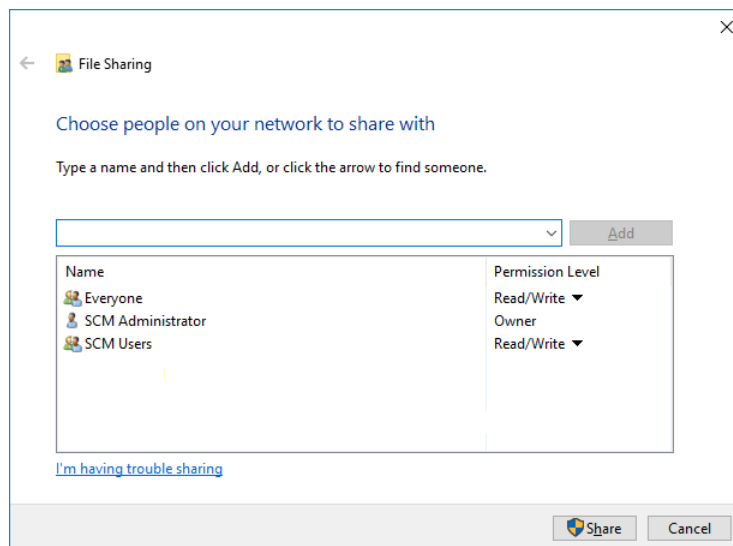 File Sharing
Choose people on your network to share with
Type a name and then click Add, or click the arrow to find someone.
Add
Name Permission Level
Everyone Read/Write
SCM Administrator Owner
SCM Users Read/Write
I'm having trouble sharing
Share Cancel